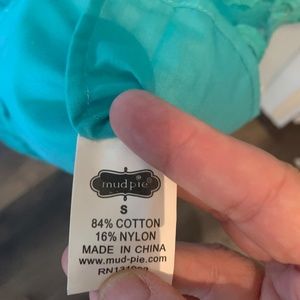 mudpie
S
84% COTTON
16% NYLON
MADE IN CHINA
www.mud-pie.com